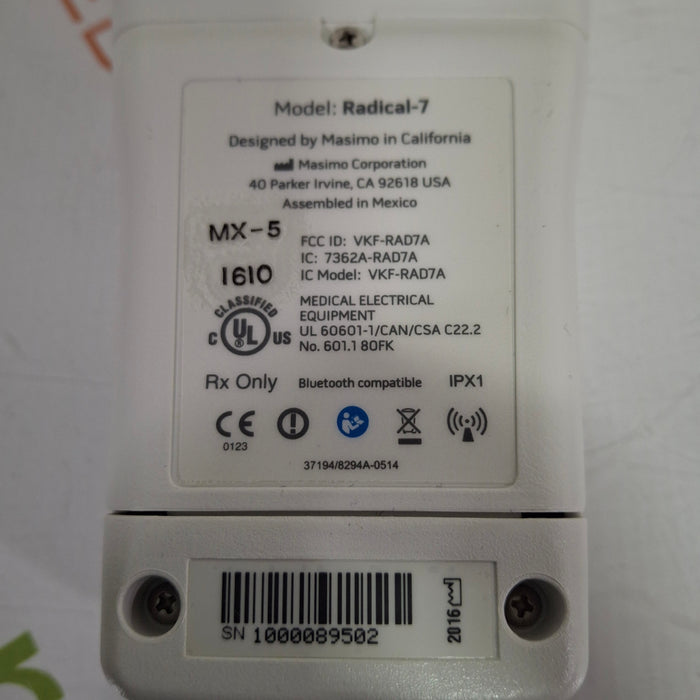 Model: Radical-7
Designed by Masimo in California
Masimo Corporation
40 Parker Irvine, CA 92618 USA
Assembled in Mexico
MX-5
1610
FCC ID: VKF-RAD7A
IC: 7362A-RAD7A
IC Model: VKF-RAD7A
CLASSIFIED
C UL® US
MEDICAL ELECTRICAL
EQUIPMENT
UL 60601-1/CAN/CSA C22.2
No. 601.1 80FK
Rx Only Bluetooth compatible IPX1
CE
0123
37194/8294A-0514
SN 1000089502
2016